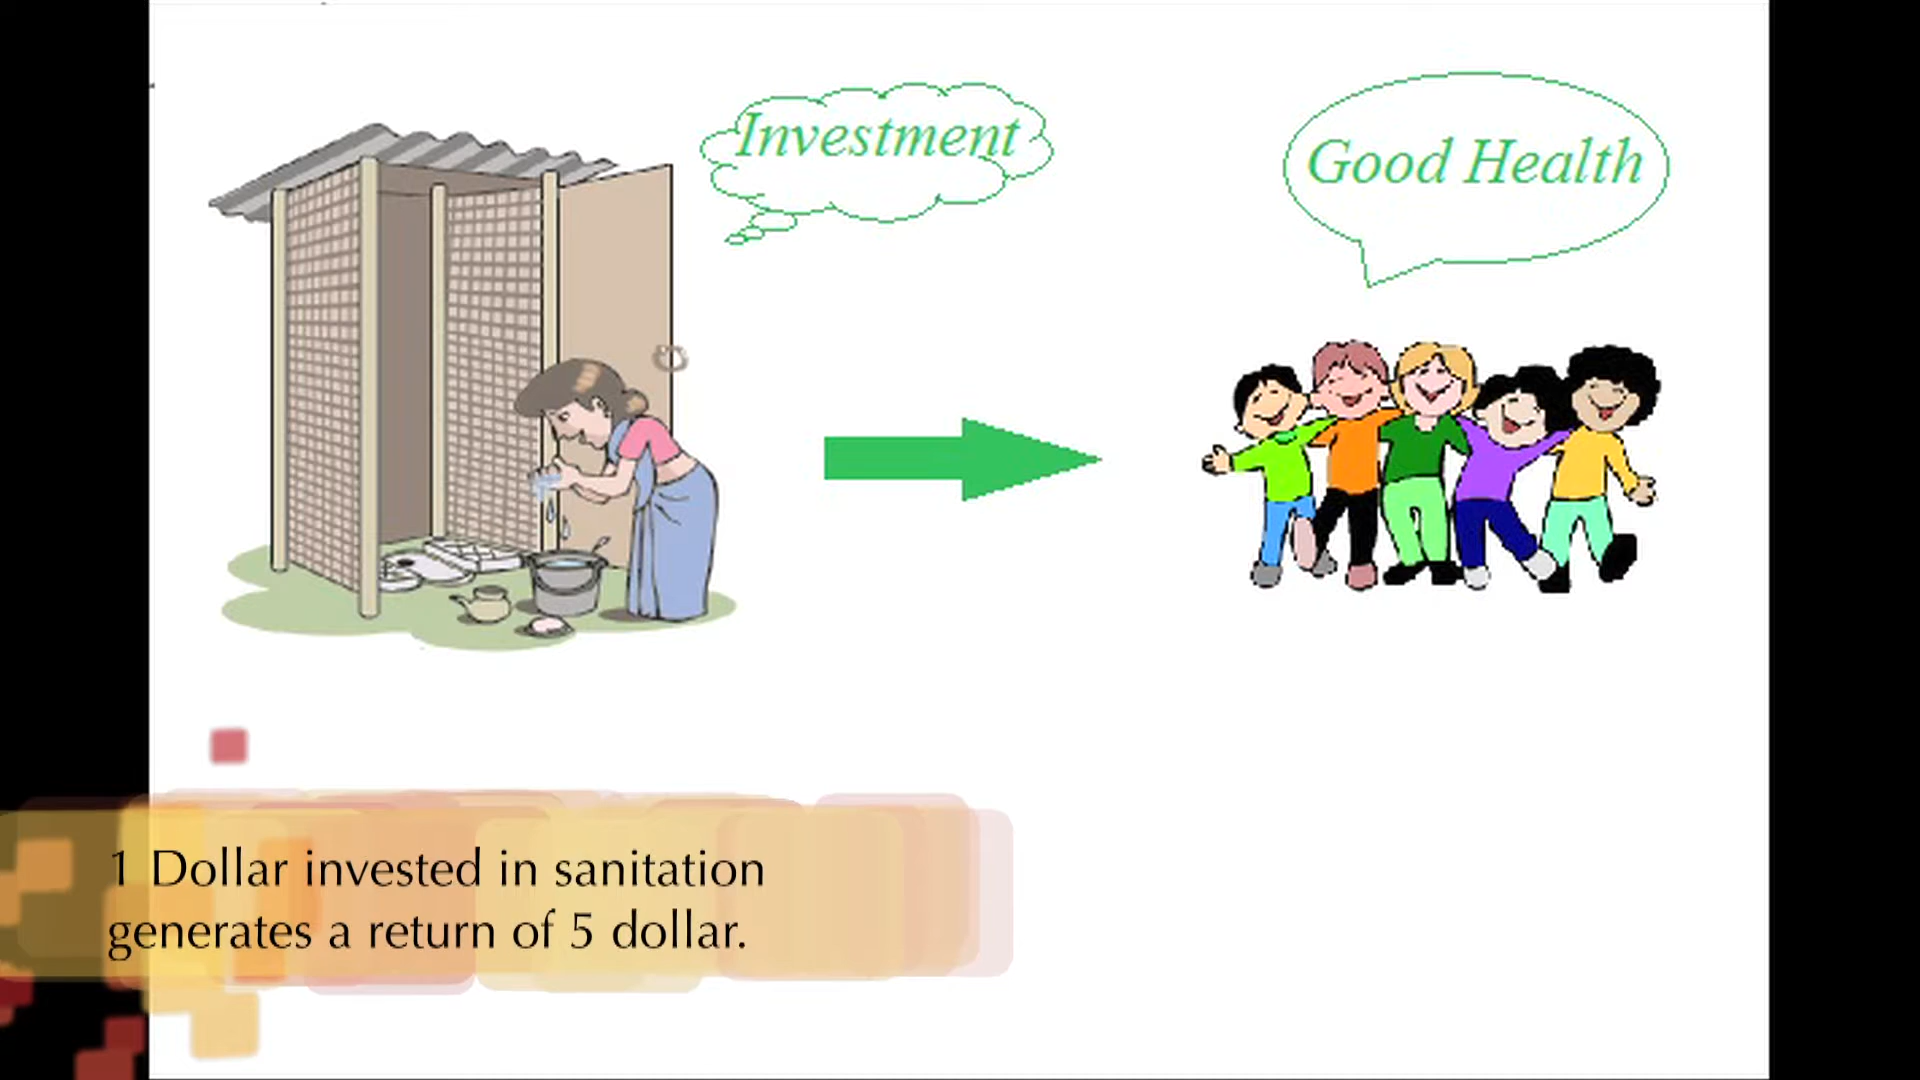 Investment
Good Health
1 Dollar invested in sanitation
generates a return of 5 dollar.